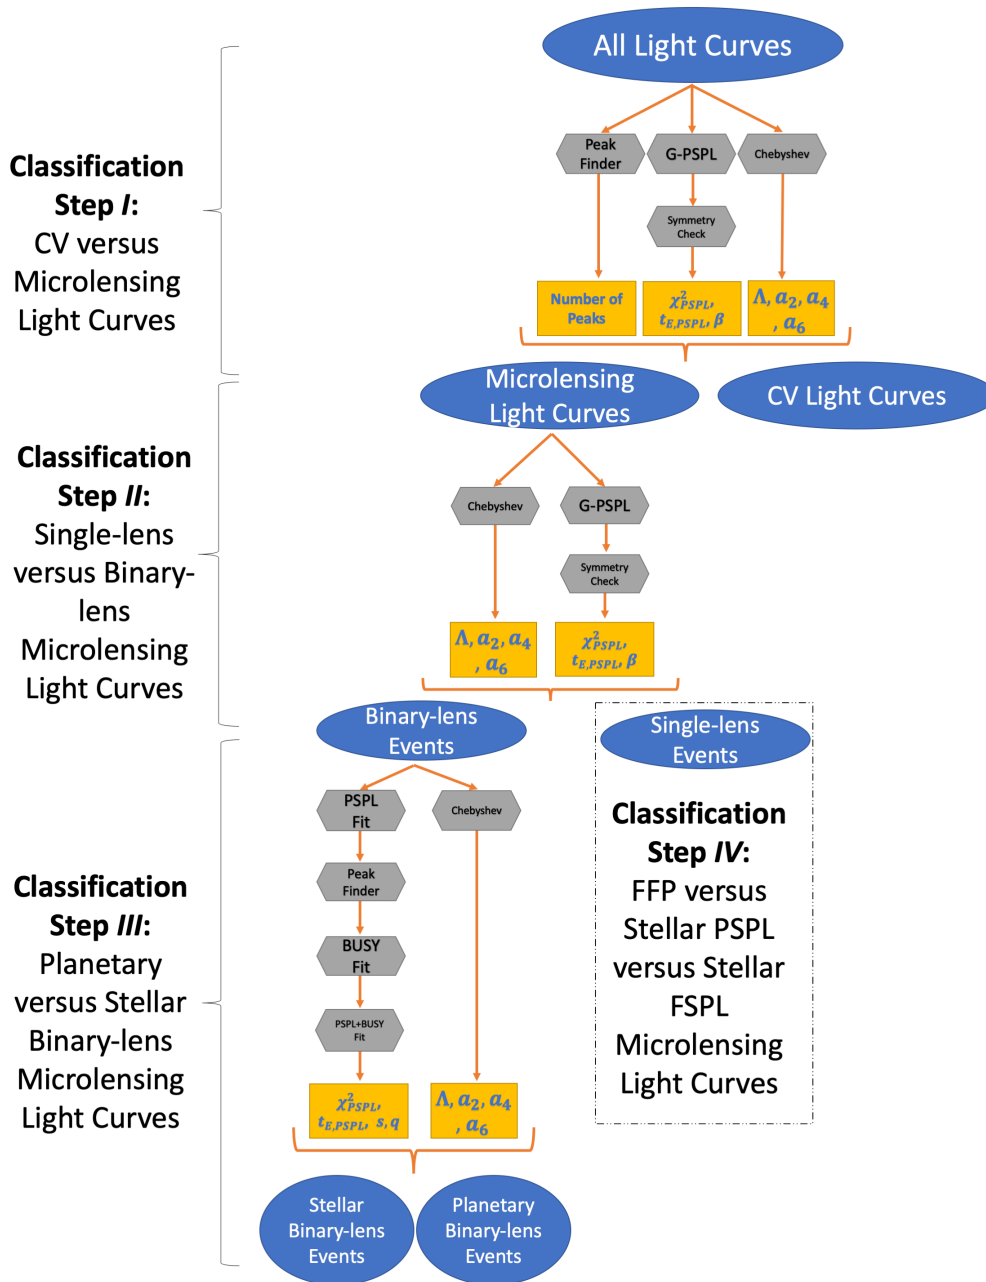 All Light Curves
Classification
Step I:
CV versus
Microlensing
Light Curves
Peak
Finder
G-PSPL
Chebyshev
Symmetry
Check
Number of
Peaks
χ²PSPL,
tE,PSPL, β
Λ, a2, a4
, a6
Microlensing
Light Curves
CV Light Curves
Classification
Step II:
Single-lens
versus Binary-
lens
Microlensing
Light Curves
Chebyshev
G-PSPL
Symmetry
Check
Λ, a2, a4
, a6
χ²PSPL,
tE,PSPL, β
Binary-lens
Events
Single-lens
Events
Classification
Step III:
Planetary
versus Stellar
Binary-lens
Microlensing
Light Curves
PSPL
Fit
Chebyshev
Peak
Finder
BUSY
Fit
PSPL+BUSY
Fit
χ²PSPL,
tE,PSPL, s, q
Λ, a2, a4
, a6
Classification
Step IV:
FFP versus
Stellar PSPL
versus Stellar
FSPL
Microlensing
Light Curves
Stellar
Binary-lens
Events
Planetary
Binary-lens
Events